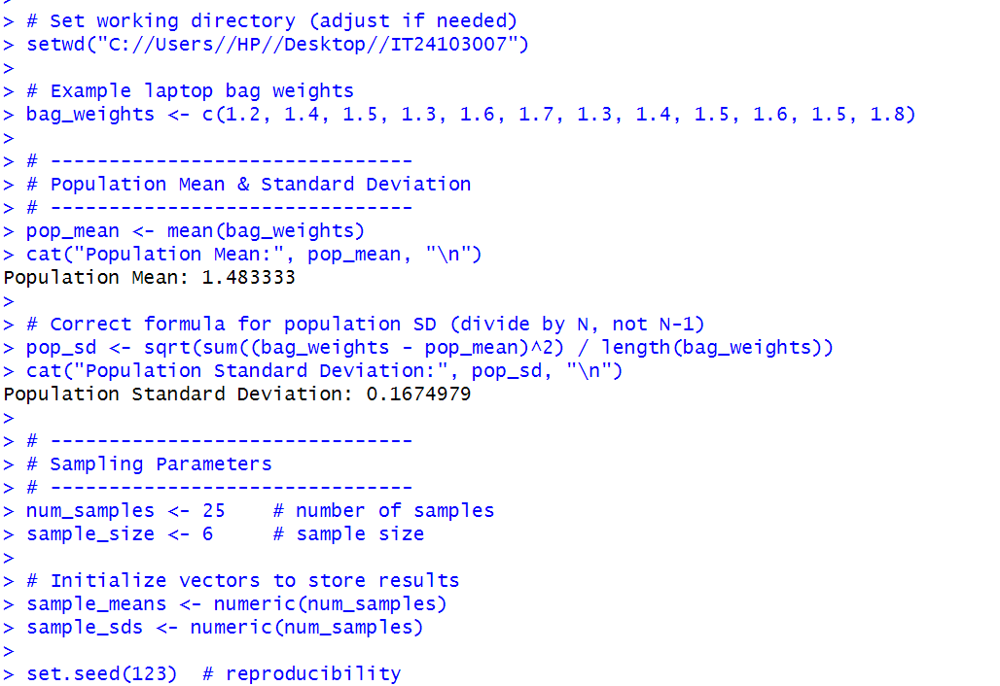 >
> # Set working directory (adjust if needed)
> setwd("C://Users//HP//Desktop//IT24103007")
>
> # Example laptop bag weights
> bag_weights <- c(1.2, 1.4, 1.5, 1.3, 1.6, 1.7, 1.3, 1.4, 1.5, 1.6, 1.5, 1.8)
>
> # -------------------------------
> # Population Mean & Standard Deviation
> # -------------------------------
> pop_mean <- mean(bag_weights)
> cat("Population Mean:", pop_mean, "\n")
Population Mean: 1.483333
>
> # Correct formula for population SD (divide by N, not N-1)
> pop_sd <- sqrt(sum((bag_weights - pop_mean)^2) / length(bag_weights))
> cat("Population Standard Deviation:", pop_sd, "\n")
Population Standard Deviation: 0.1674979
>
> # -------------------------------
> # Sampling Parameters
> # -------------------------------
> num_samples <- 25    # number of samples
> sample_size <- 6     # sample size
>
> # Initialize vectors to store results
> sample_means <- numeric(num_samples)
> sample_sds <- numeric(num_samples)
>
> set.seed(123)  # reproducibility